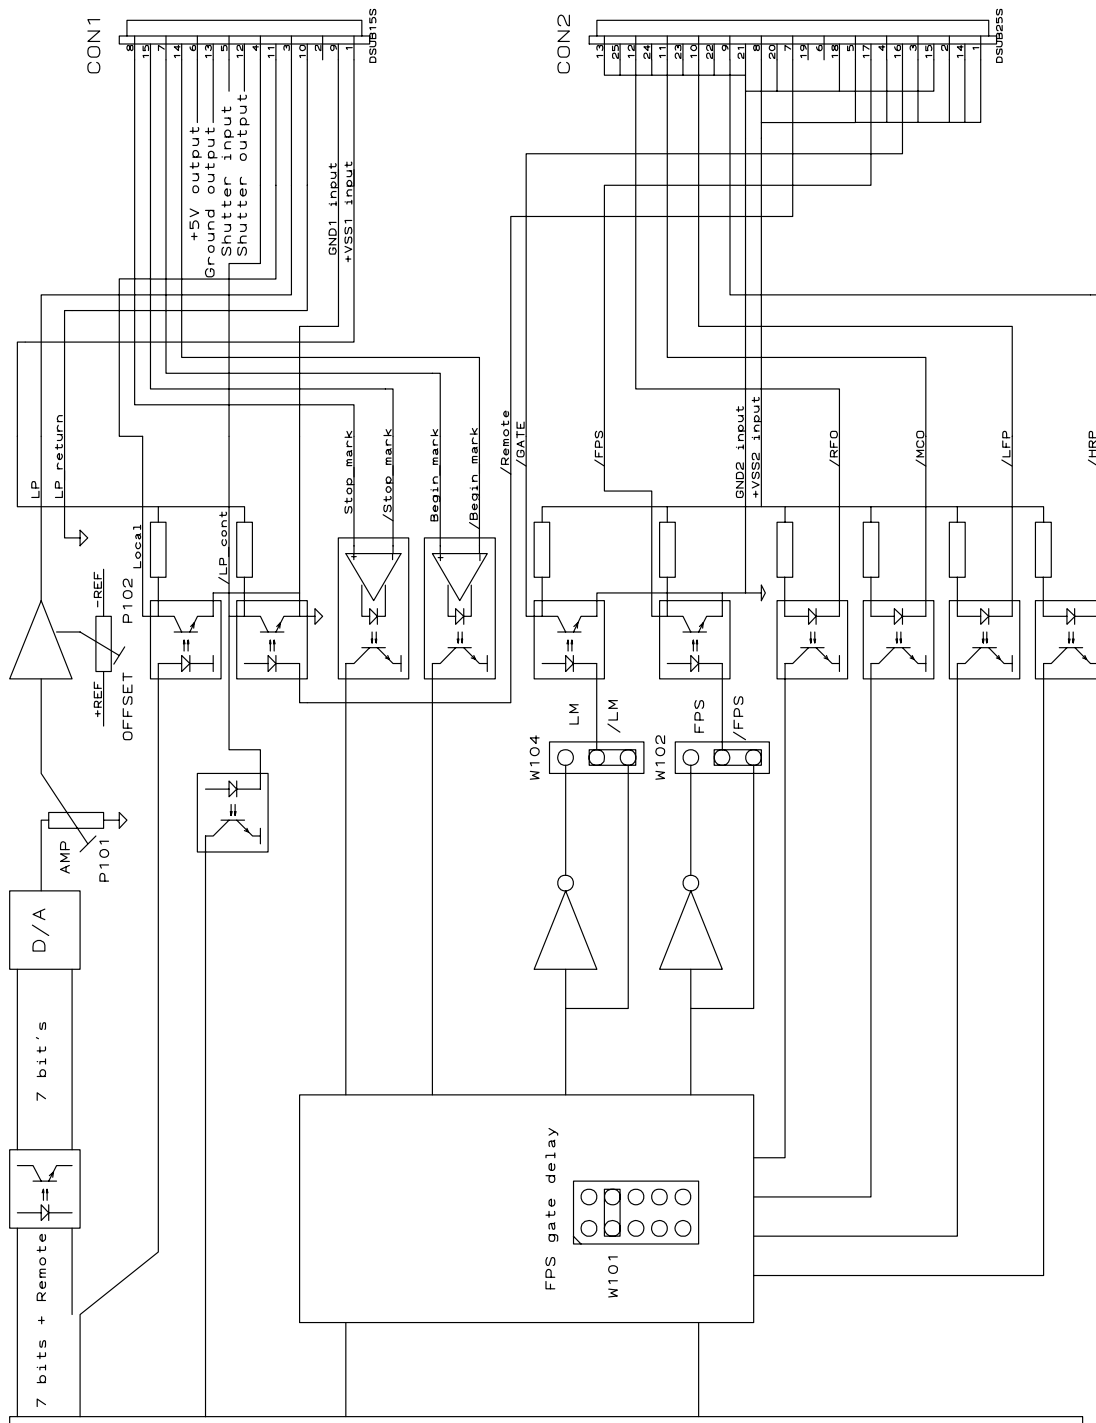 CON1
8
15
7
14
6
13
5
12
4
11
3
10
2
9
1
DSUB15S
CON2
13
25
12
24
11
23
10
22
9
21
8
20
7
19
6
18
5
17
4
16
3
15
2
14
1
DSUB25S
+5V output
Ground output
Shutter input
Shutter output
GND1 input
+VSS1 input
LP
LP return
Local
/LP_cont
Stop mark
/Stop mark
Begin mark
/Begin mark
/Remote
/GATE
/FPS
GND2 input
+VSS2 input
/RFO
/MCO
/LFP
/HRP
-REF
P102
+REF
OFFSET
AMP
P101
D/A
7 bit's
7 bits + Remote
W104
LM
/LM
W102
FPS
/FPS
FPS gate delay
W101